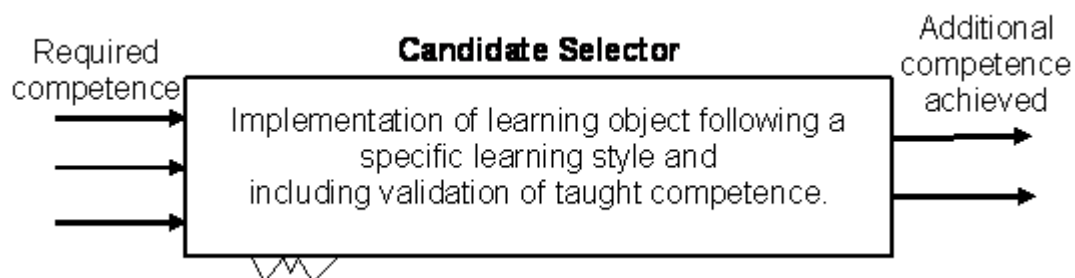 Required
competence
Candidate Selector
Implementation of learning object following a
specific learning style and
including validation of taught competence.
Additional
competence
achieved